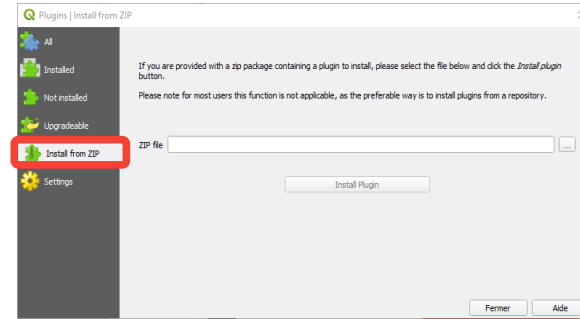 Plugins | Install from ZIP
All
Installed
Not installed
Upgradeable
Install from ZIP
Settings
If you are provided with a zip package containing a plugin to install, please select the file below and click the Install plugin
button.
Please note for most users this function is not applicable, as the preferable way is to install plugins from a repository.
ZIP file
...
Install Plugin
Fermer
Aide